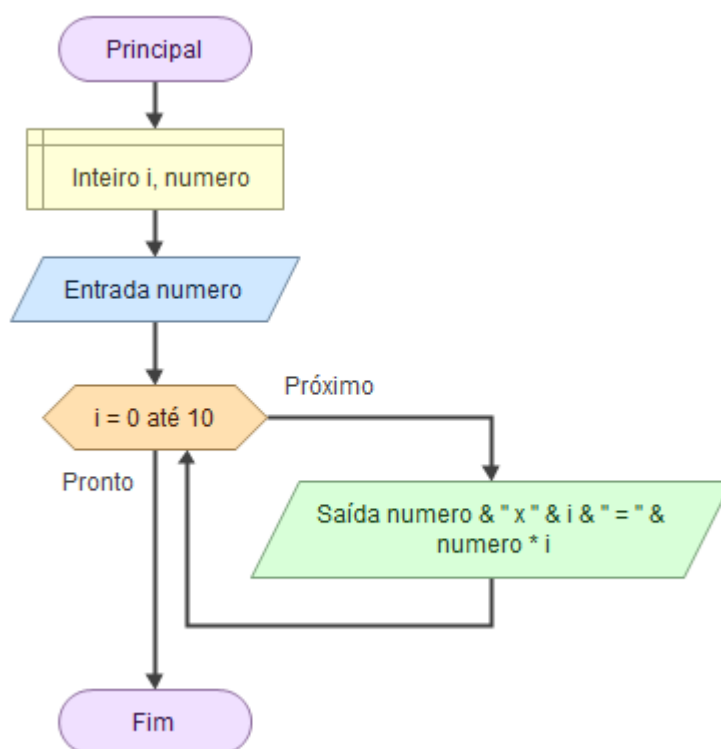 Principal
Inteiro i, numero
Entrada numero
i = 0 até 10
Próximo
Pronto
Saída numero & " x " & i & " = " &
numero * i
Fim